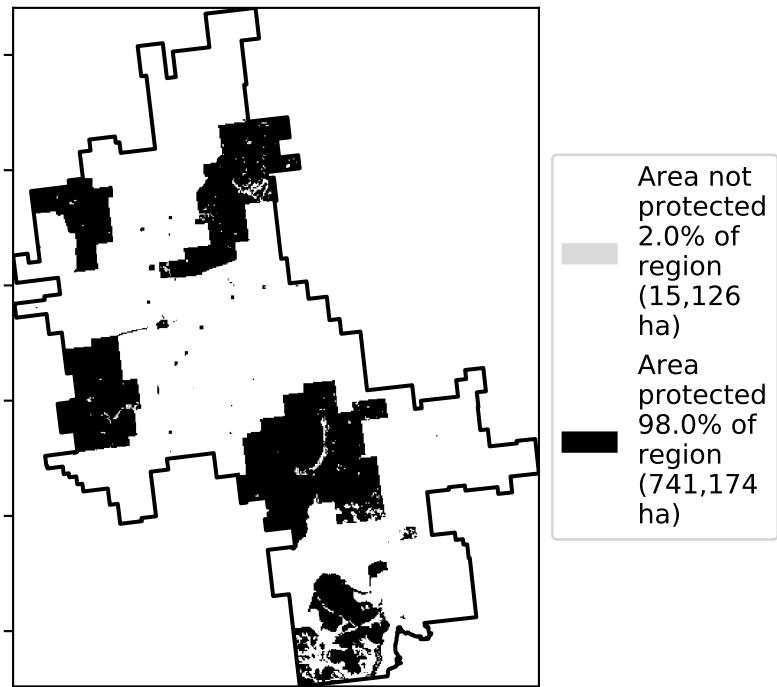 Area not
protected
2.0% of
region
(15,126
ha)
Area
protected
98.0% of
region
(741,174
ha)